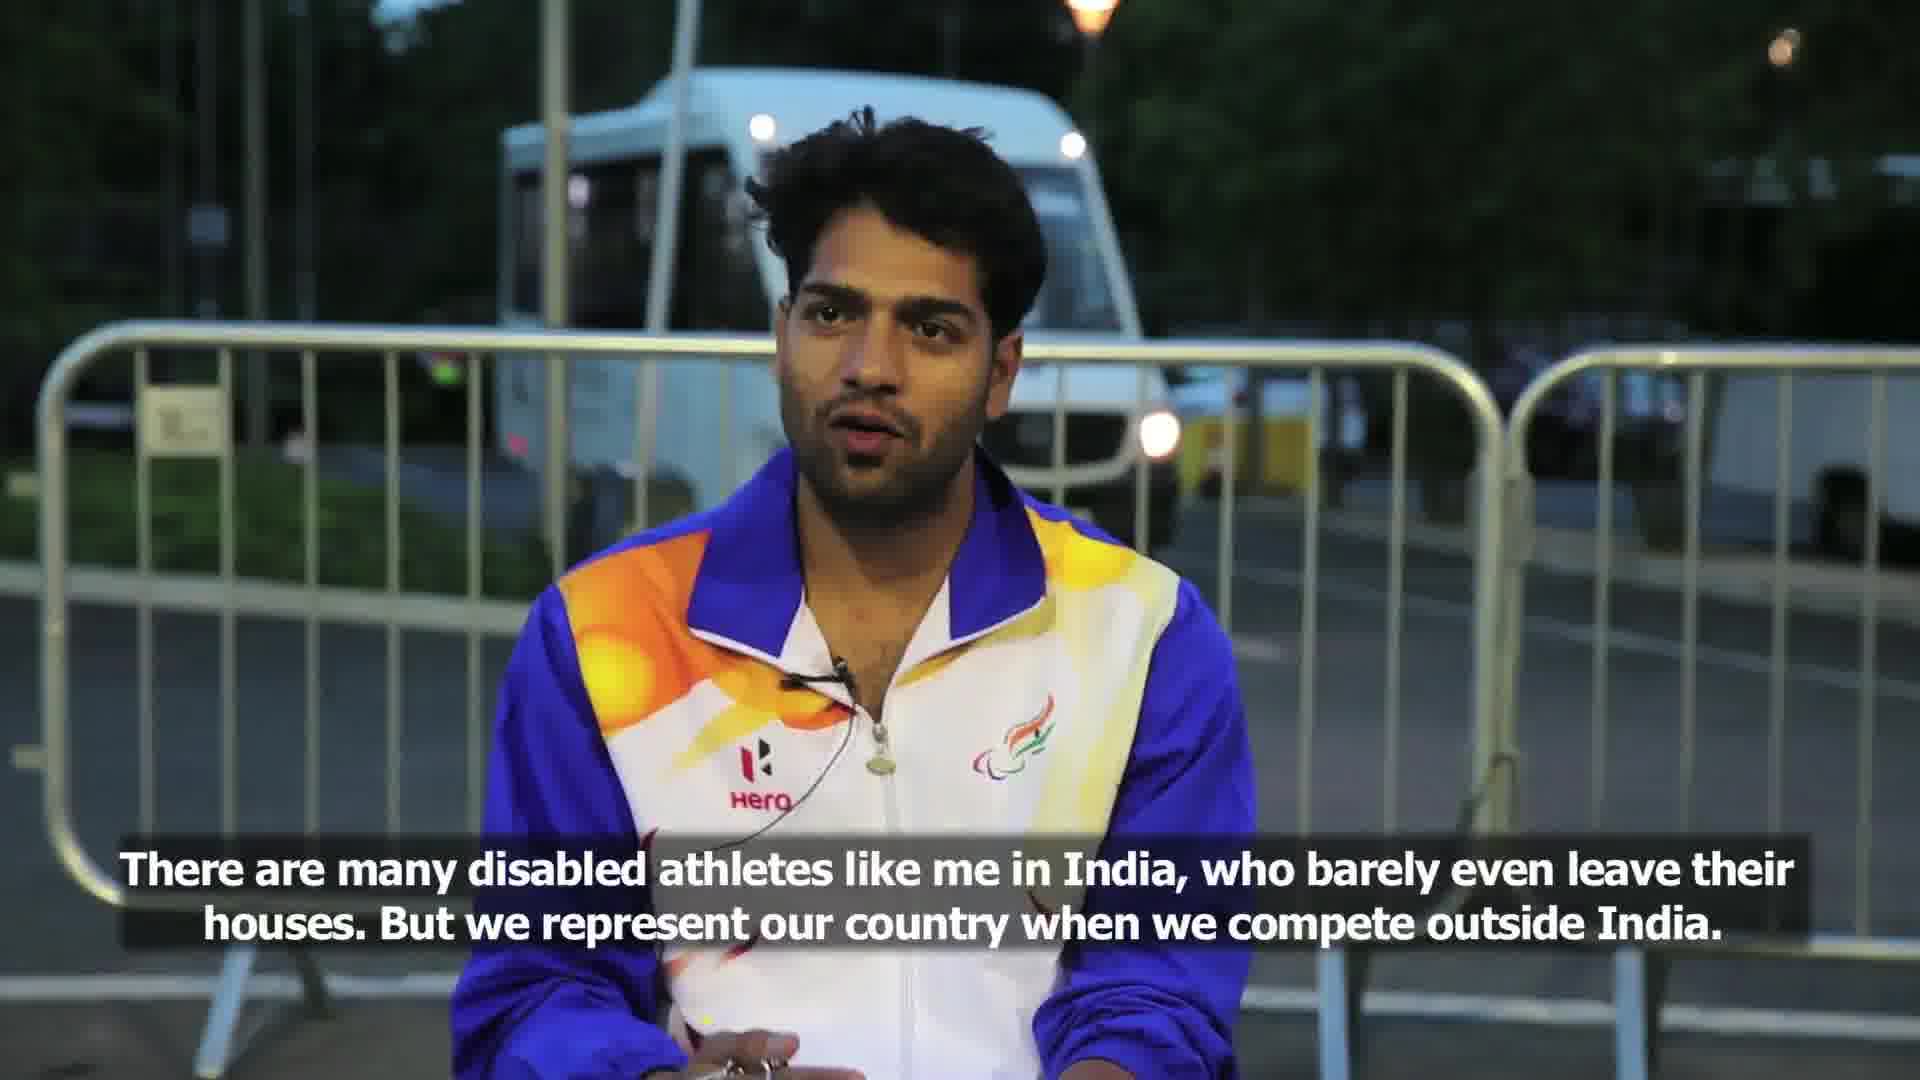 HERO
There are many disabled athletes like me in India, who barely even leave their
houses. But we represent our country when we compete outside India.